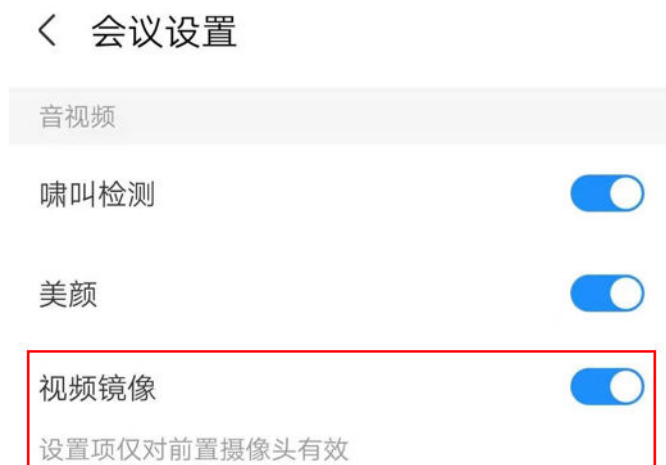 会议设置
音视频
啸叫检测
美颜
视频镜像
设置项仅对前置摄像头有效